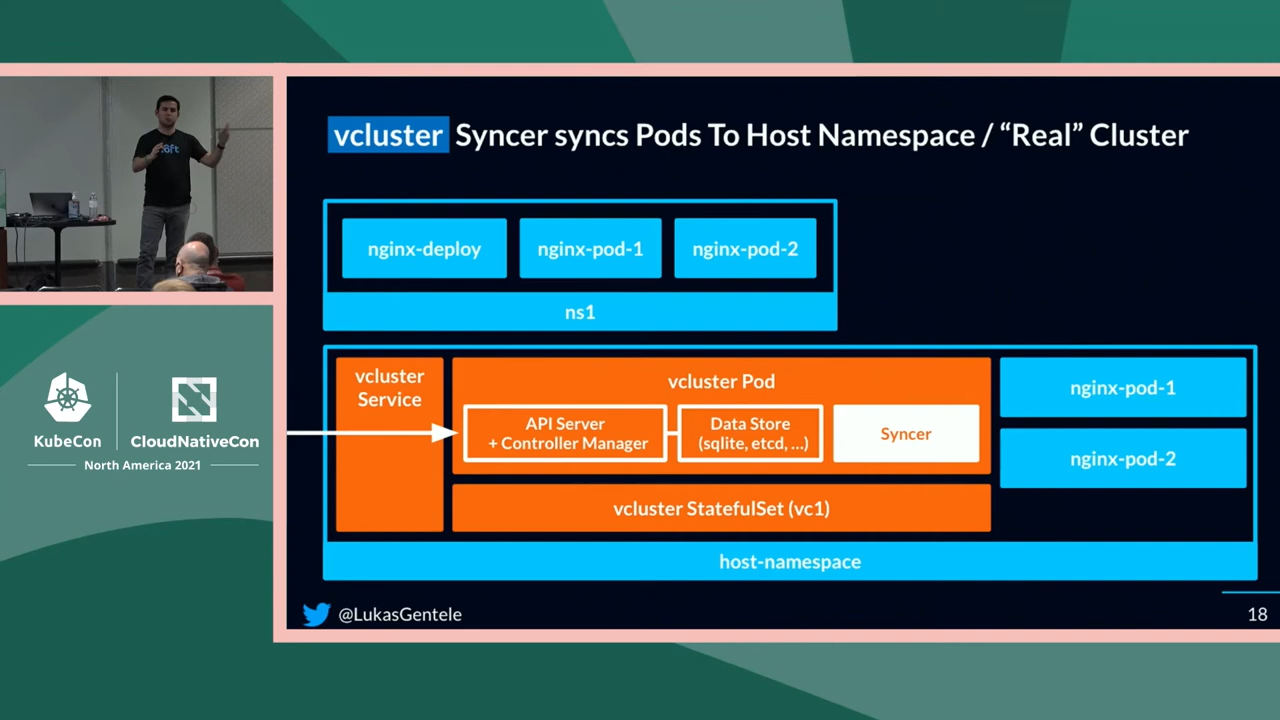 vcluster Syncer syncs Pods To Host Namespace / “Real” Cluster
nginx-deploy
nginx-pod-1
nginx-pod-2
ns1
vcluster
Service
vcluster Pod
API Server
+ Controller Manager
Data Store
(sqlite, etcd, ...)
Syncer
nginx-pod-1
nginx-pod-2
vcluster StatefulSet (vc1)
host-namespace
@LukasGentele
18
KubeCon
CloudNativeCon
North America 2021